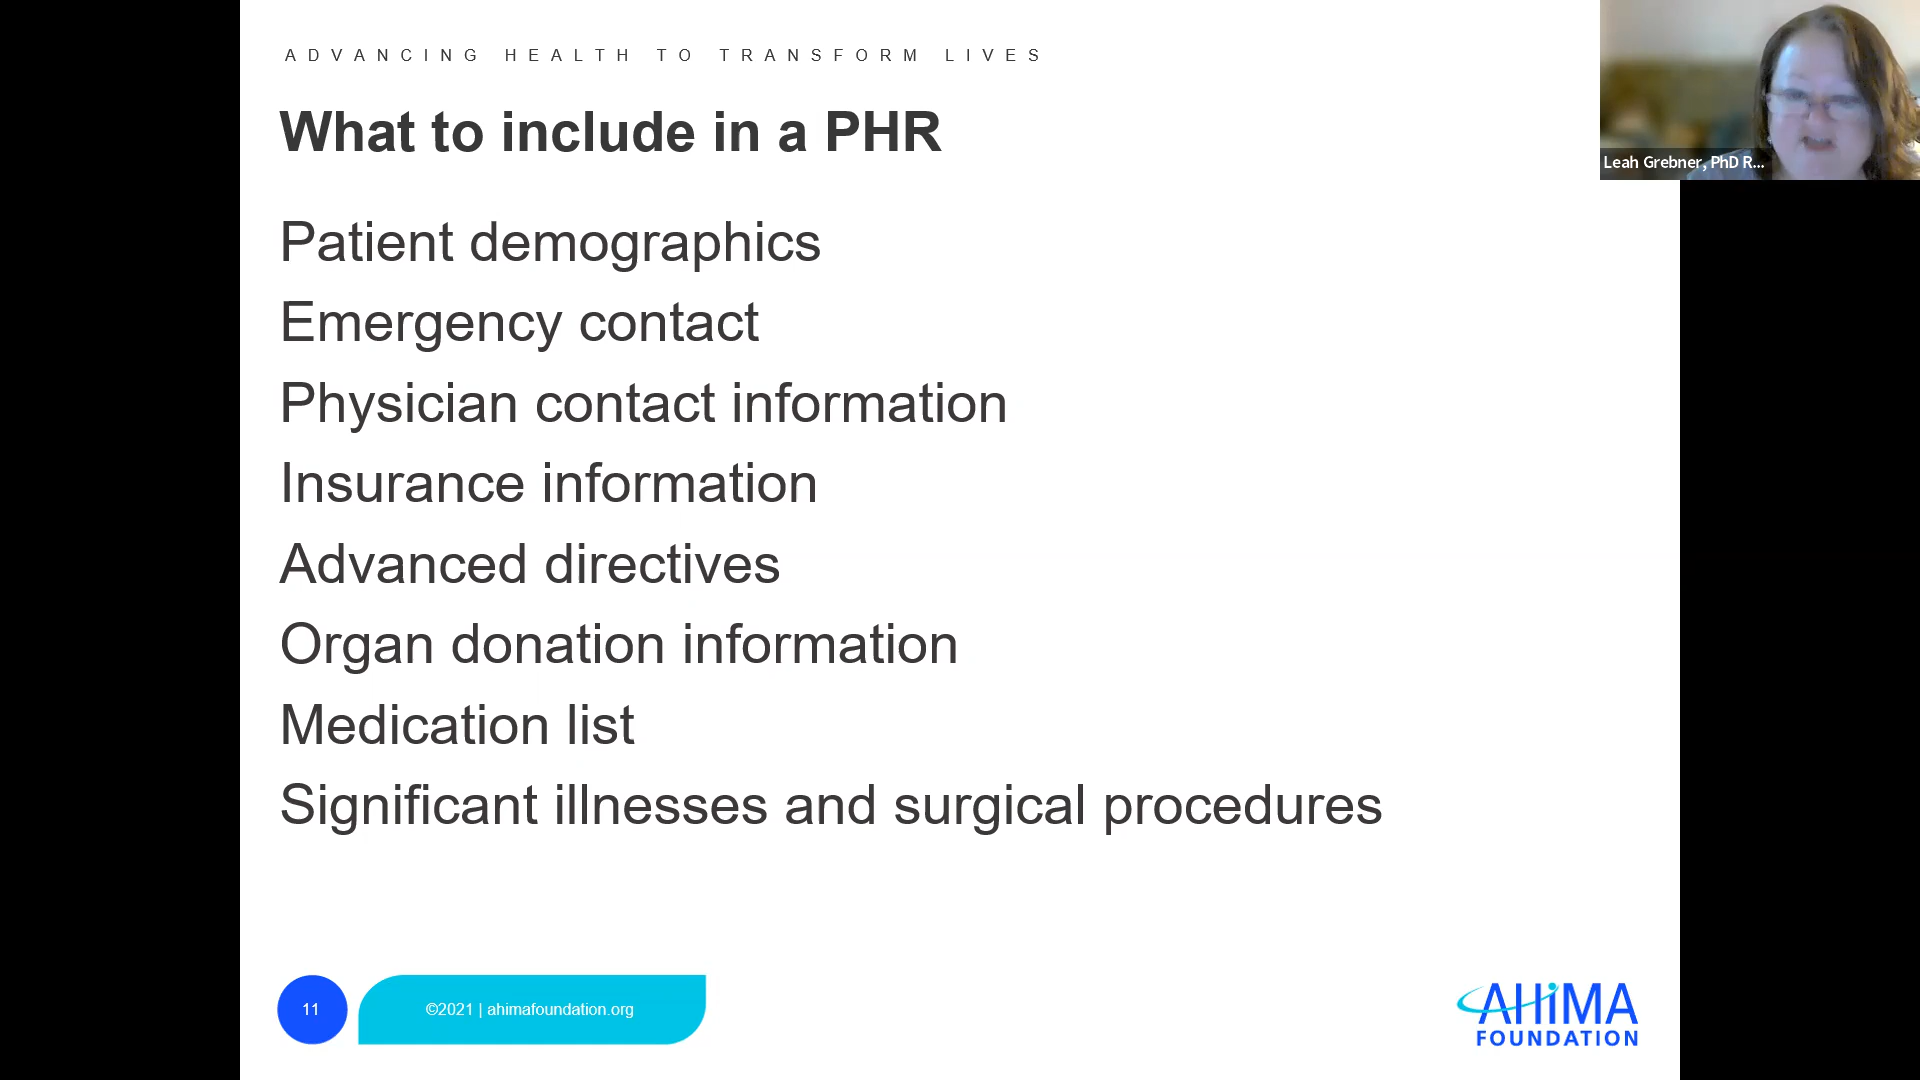 ADVANCING HEALTH TO TRANSFORM LIVES
What to include in a PHR
Leah Grebner, PhD R...
Patient demographics
Emergency contact
Physician contact information
Insurance information
Advanced directives
Organ donation information
Medication list
Significant illnesses and surgical procedures
11
©2021 | ahimafoundation.org
AHiMA
FOUNDATION